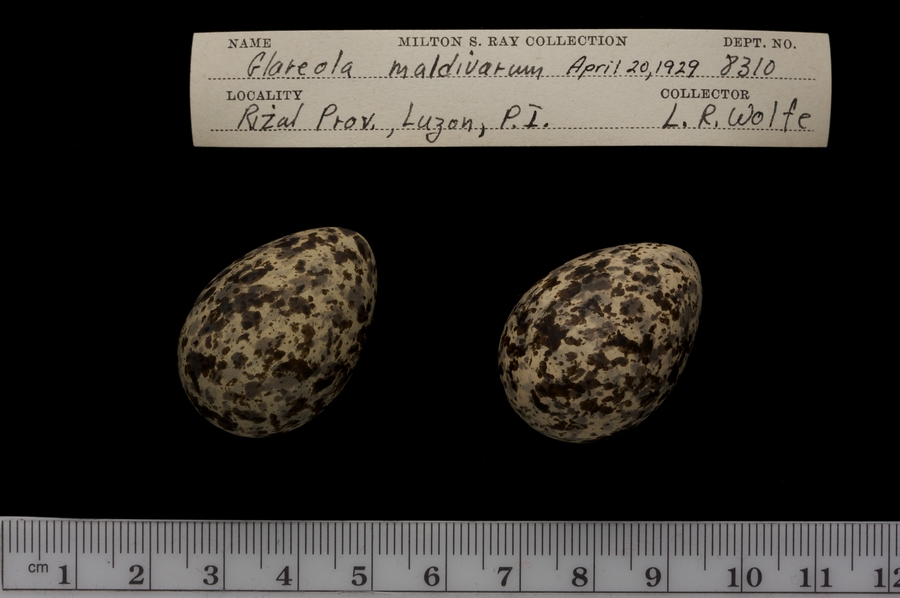 NAME MILTON S. RAY COLLECTION DEPT. NO.
Glareola maldivarum April 20, 1929 8310
LOCALITY COLLECTOR
Rizal Prov., Luzon, P.I. L. R. Wolfe
cm 1 2 3 4 5 6 7 8 9 10 11 12